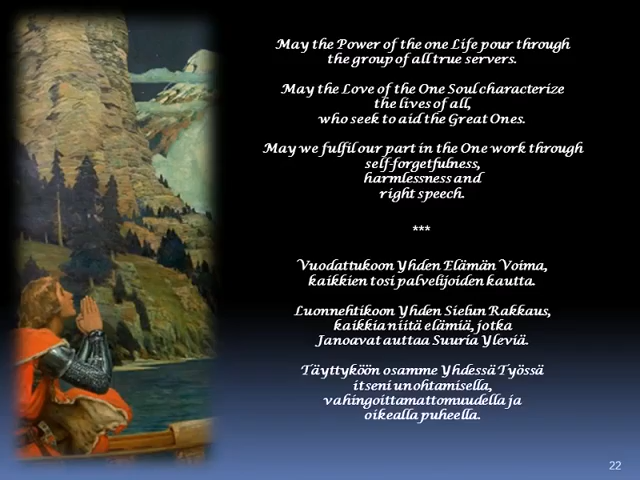 May the Power of the one Life pour through
the group of all true servers.
May the Love of the One Soul characterize
the lives of all,
who seek to aid the Great Ones.
May we fulfil our part in the One work through
self-forgetfulness,
harmlessness and
right speech.
***
Vuodattukoon Yhden Elämän Voima,
kaikkien tosi palvelijoiden kautta.
Luonnehtikoon Yhden Sielun Rakkaus,
kaikkia niitä elämiä, jotka
Janoavat auttaa Suuria Yleviä.
Täyttyköön osamme Yhdessä Työssä
itseni unohtamisella,
vahingoittamattomuudella ja
oikealla puheella.
22